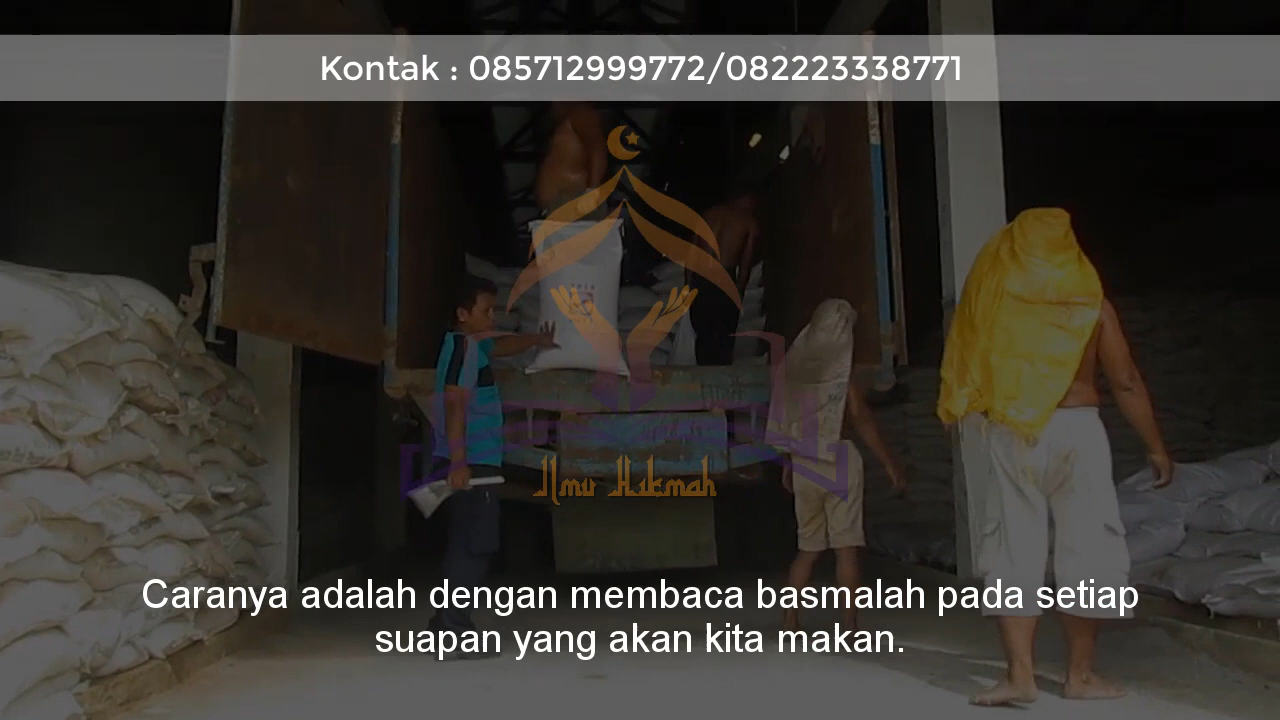 Kontak : 085712999772/082223338771
Ilmu Hikmah
Caranya adalah dengan membaca basmalah pada setiap
suapan yang akan kita makan.